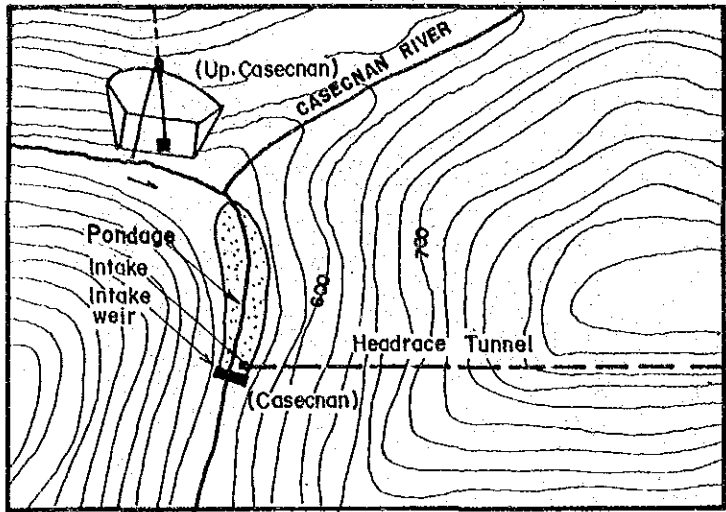 (Up. Casecnan)
CASECNAN RIVER
Pondage
Intake
Intake
weir
600
700
Headrace Tunnel
(Casecnan)